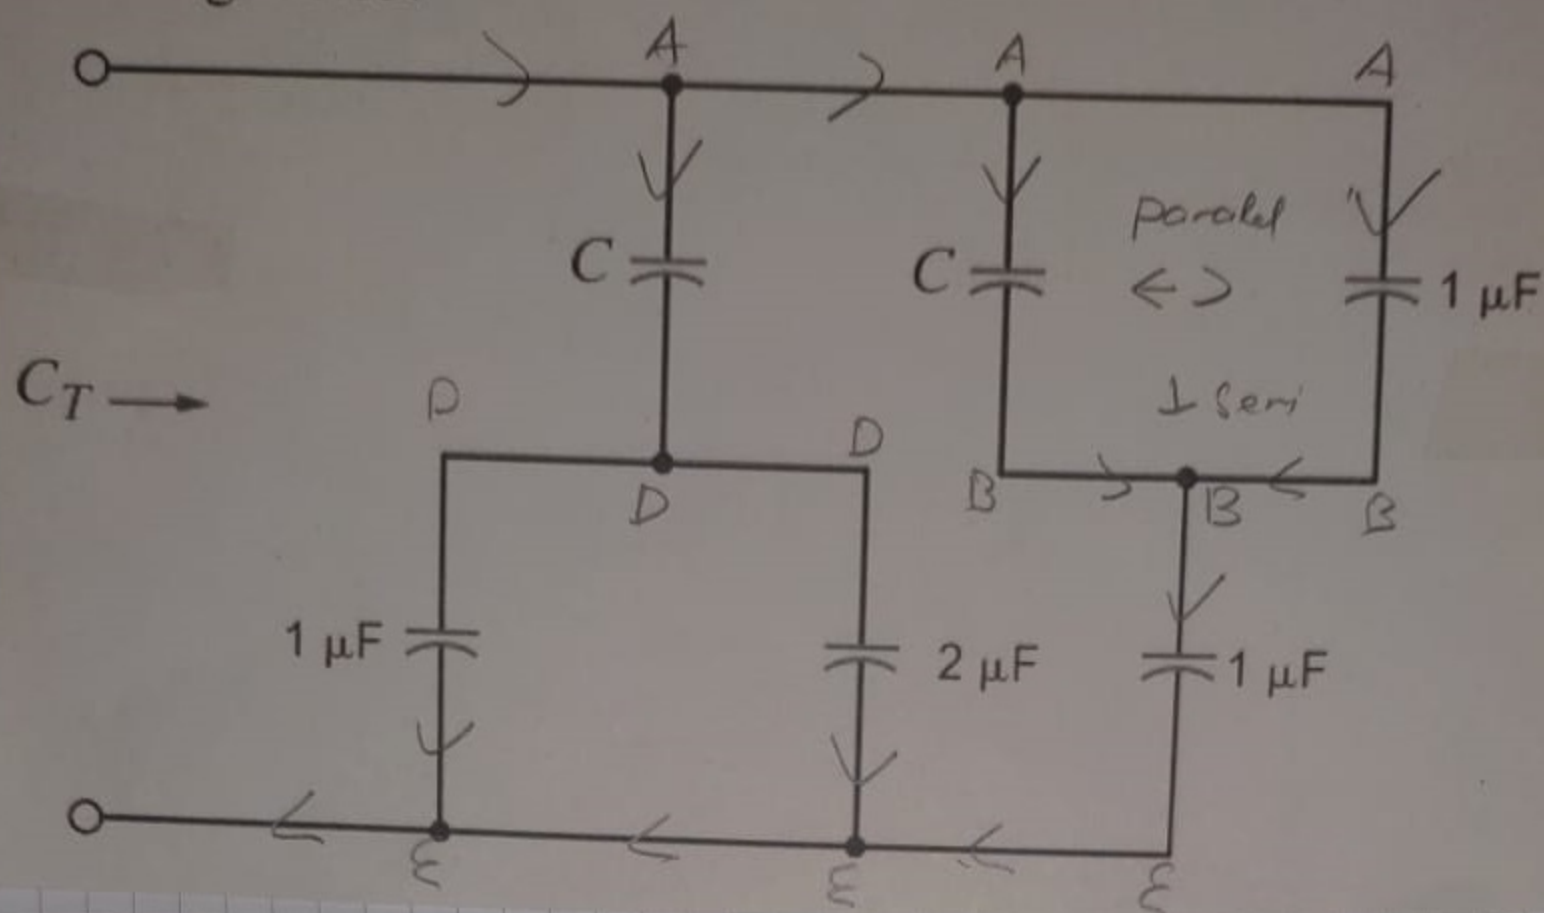 A A A
C C 1 µF
paralel
<->
C_T →
1 Seri
D D
D B B B
1 µF 2 µF 1 µF
E E E